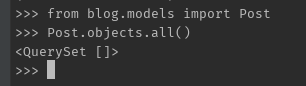 >>> from blog.models import Post
>>> Post.objects.all()
<QuerySet []>
>>>